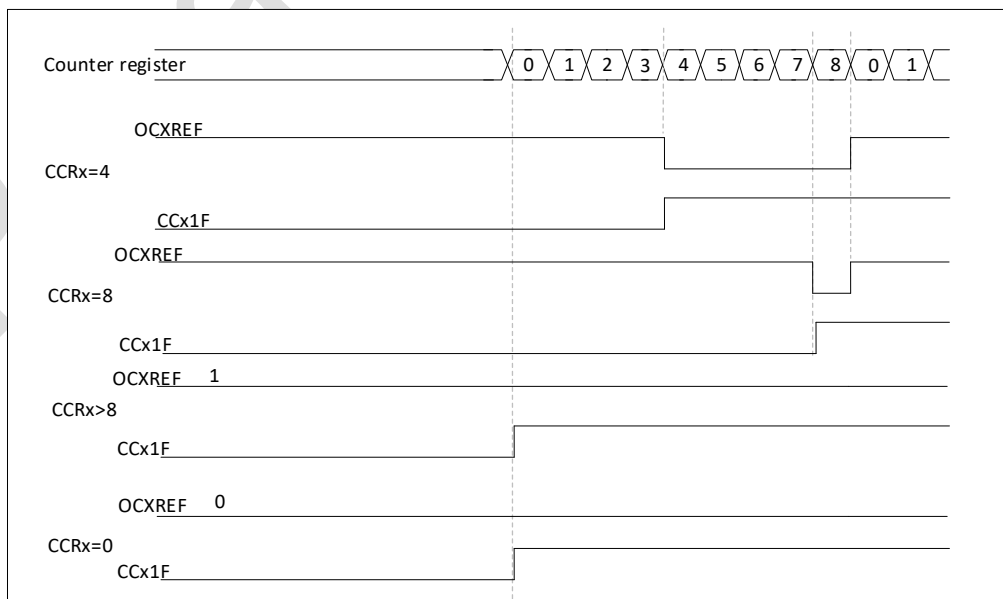 Counter register 0 1 2 3 4 5 6 7 8 0 1
OCXREF
CCRx=4
CCx1F
OCXREF
CCRx=8
CCx1F
OCXREF 1
CCRx>8
CCx1F
OCXREF 0
CCRx=0
CCx1F